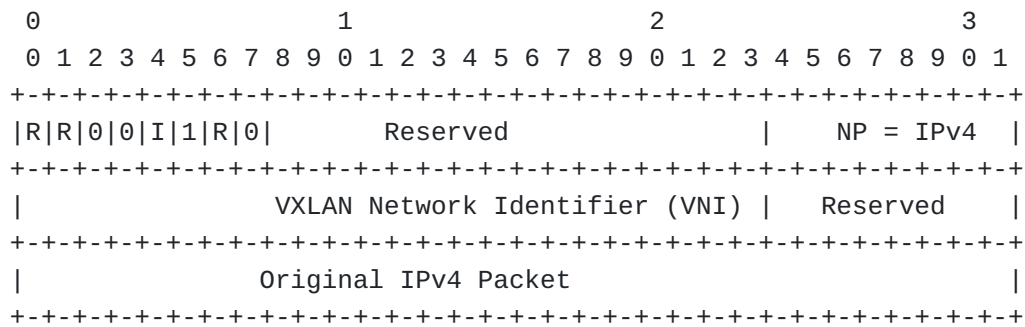 0                   1                   2                   3
 0 1 2 3 4 5 6 7 8 9 0 1 2 3 4 5 6 7 8 9 0 1 2 3 4 5 6 7 8 9 0 1
+-+-+-+-+-+-+-+-+-+-+-+-+-+-+-+-+-+-+-+-+-+-+-+-+-+-+-+-+-+-+-+-+
|R|R|0|0|I|1|R|0|       Reserved                |    NP = IPv4  |
+-+-+-+-+-+-+-+-+-+-+-+-+-+-+-+-+-+-+-+-+-+-+-+-+-+-+-+-+-+-+-+-+
|                VXLAN Network Identifier (VNI) |   Reserved    |
+-+-+-+-+-+-+-+-+-+-+-+-+-+-+-+-+-+-+-+-+-+-+-+-+-+-+-+-+-+-+-+-+
|               Original IPv4 Packet                            |
+-+-+-+-+-+-+-+-+-+-+-+-+-+-+-+-+-+-+-+-+-+-+-+-+-+-+-+-+-+-+-+-+